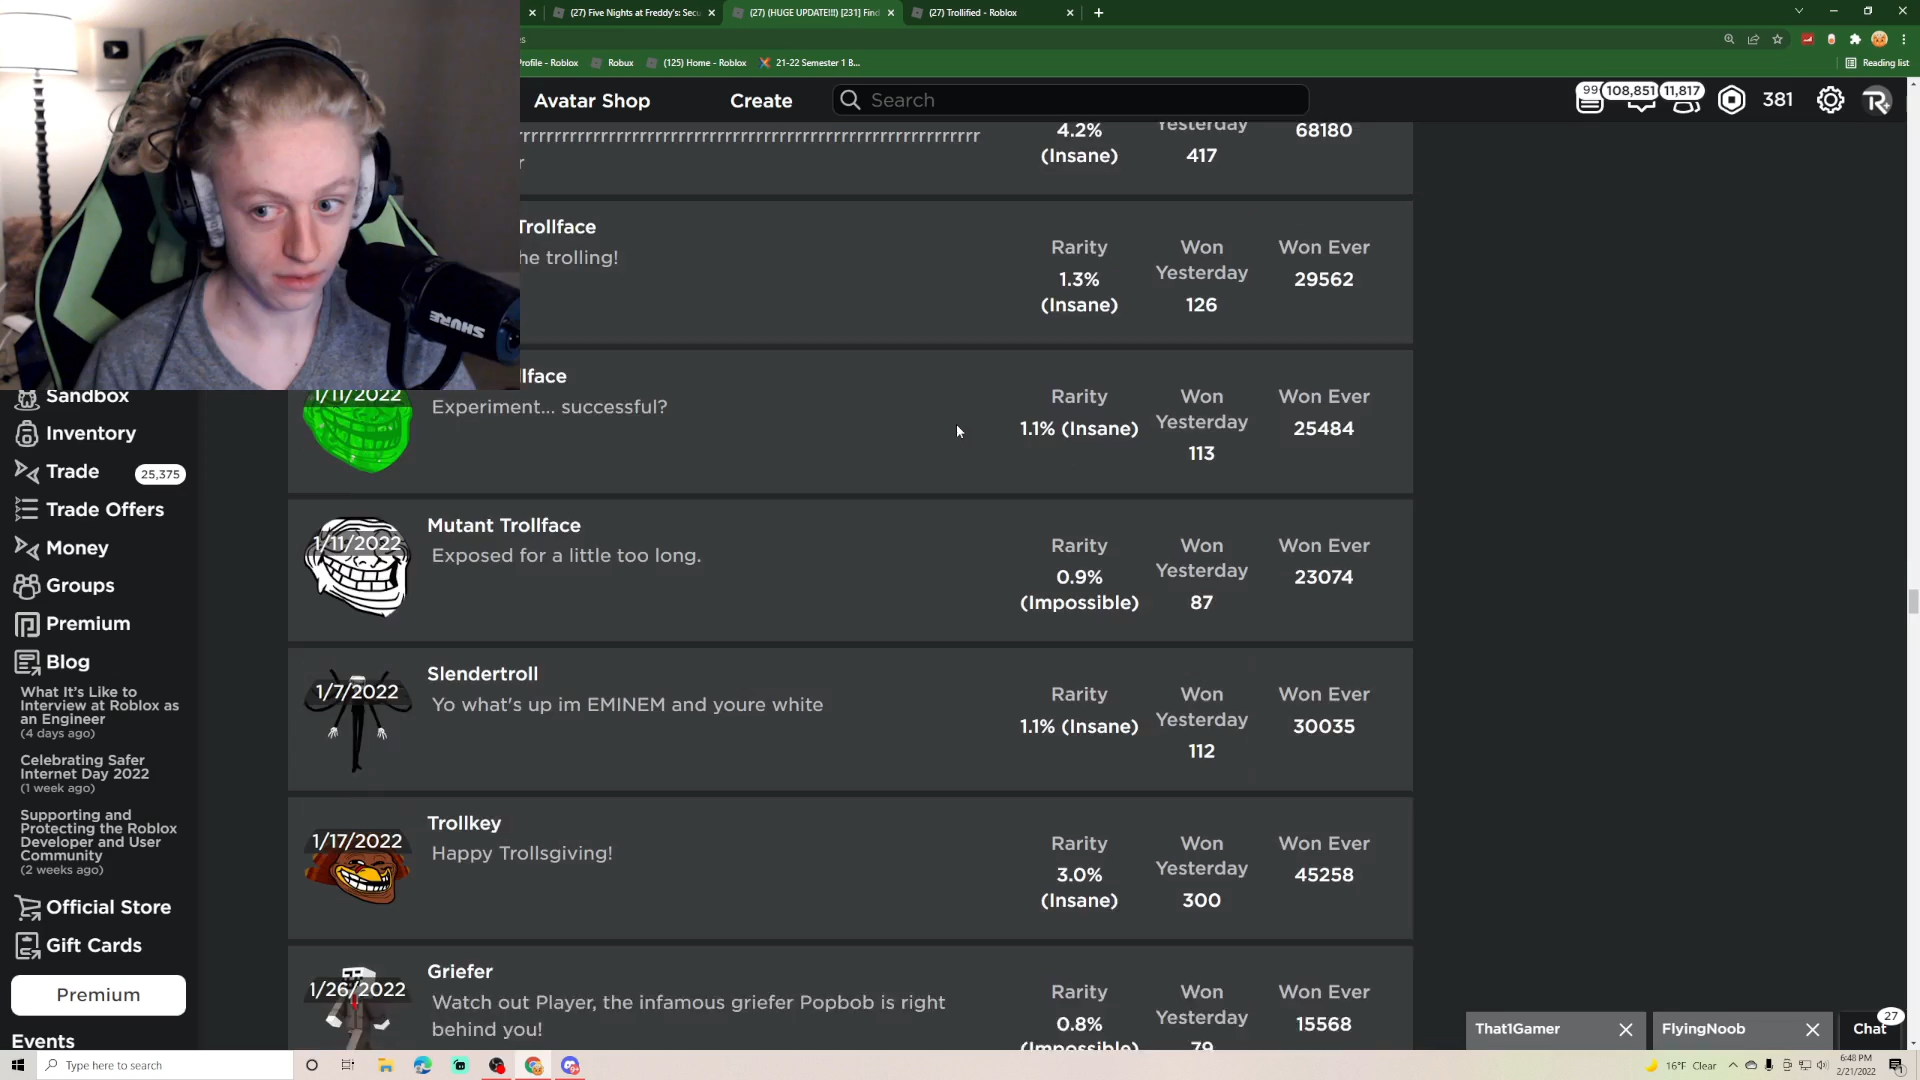 (27) Five Nights at Freddy's: Secu
(27) (HUGE UPDATE!!!) [231] Find
(27) Trollified - Roblox
Profile - Roblox
Robux
(125) Home - Roblox
21-22 Semester 1 B...
Reading list
Avatar Shop
Create
Search
99
108,851
11,817
381
rrrrrrrrrrrrrrrrrrrrrrrrrrrrrrrrrrrrrrrrrrrrrrrrrrrrrrrr
r
4.2%
(Insane)
Yesterday
417
68180
Trollface
he trolling!
Rarity
1.3%
(Insane)
Won
Yesterday
126
Won Ever
29562
SHURE
lface
1/11/2022
Experiment... successful?
Rarity
1.1% (Insane)
Won
Yesterday
113
Won Ever
25484
Mutant Trollface
1/11/2022
Exposed for a little too long.
Rarity
0.9%
(Impossible)
Won
Yesterday
87
Won Ever
23074
Slendertroll
1/7/2022
Yo what's up im EMINEM and youre white
Rarity
1.1% (Insane)
Won
Yesterday
112
Won Ever
30035
Trollkey
1/17/2022
Happy Trollsgiving!
Rarity
3.0%
(Insane)
Won
Yesterday
300
Won Ever
45258
Griefer
1/26/2022
Watch out Player, the infamous griefer Popbob is right
behind you!
Rarity
0.8%
(Impossible)
Won
Yesterday
79
Won Ever
15568
Sandbox
Inventory
Trade
25,375
Trade Offers
Money
Groups
Premium
Blog
What It's Like to
Interview at Roblox as
an Engineer
(4 days ago)
Celebrating Safer
Internet Day 2022
(1 week ago)
Supporting and
Protecting the Roblox
Developer and User
Community
(2 weeks ago)
Official Store
Gift Cards
Premium
Events
That1Gamer
FlyingNoob
Chat
27
Type here to search
16°F Clear
6:48 PM
2/21/2022